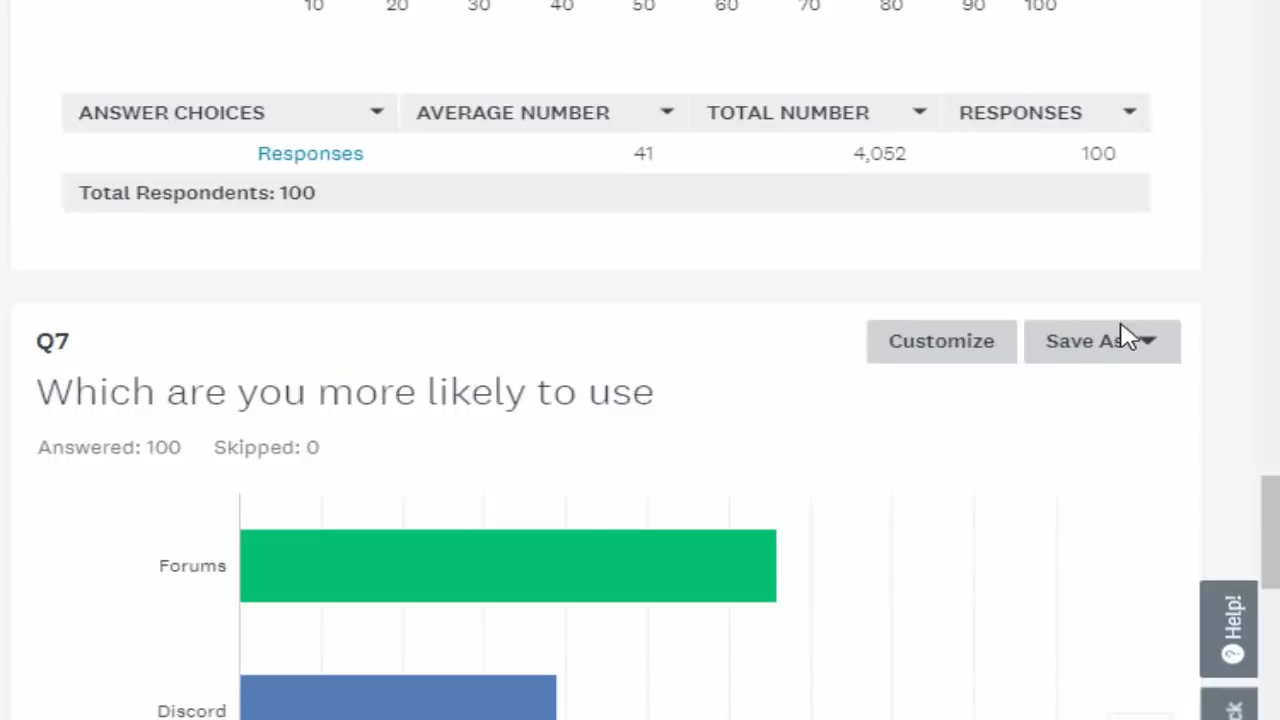 10 20 30 40 50 60 70 80 90 100
ANSWER CHOICES AVERAGE NUMBER TOTAL NUMBER RESPONSES
Responses 41 4,052 100
Total Respondents: 100
Q7 Customize Save As
Which are you more likely to use
Answered: 100 Skipped: 0
Forums
Help!
Discord